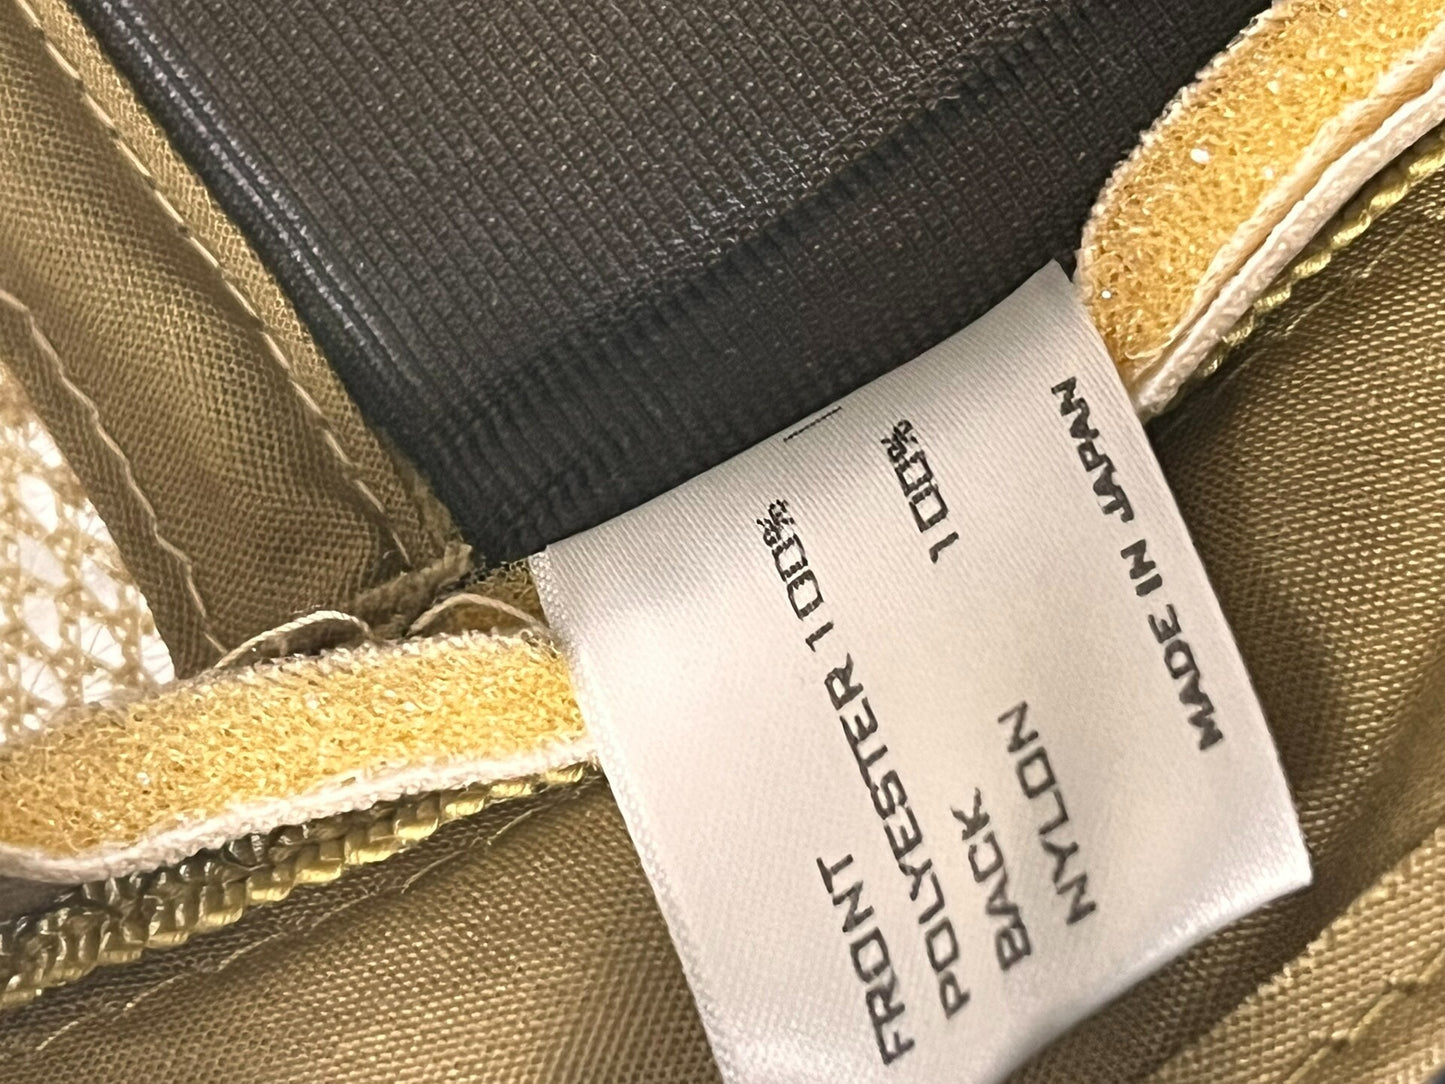 FRONT
POLYESTER 100%
BACK
NYLON 100%
MADE IN JAPAN